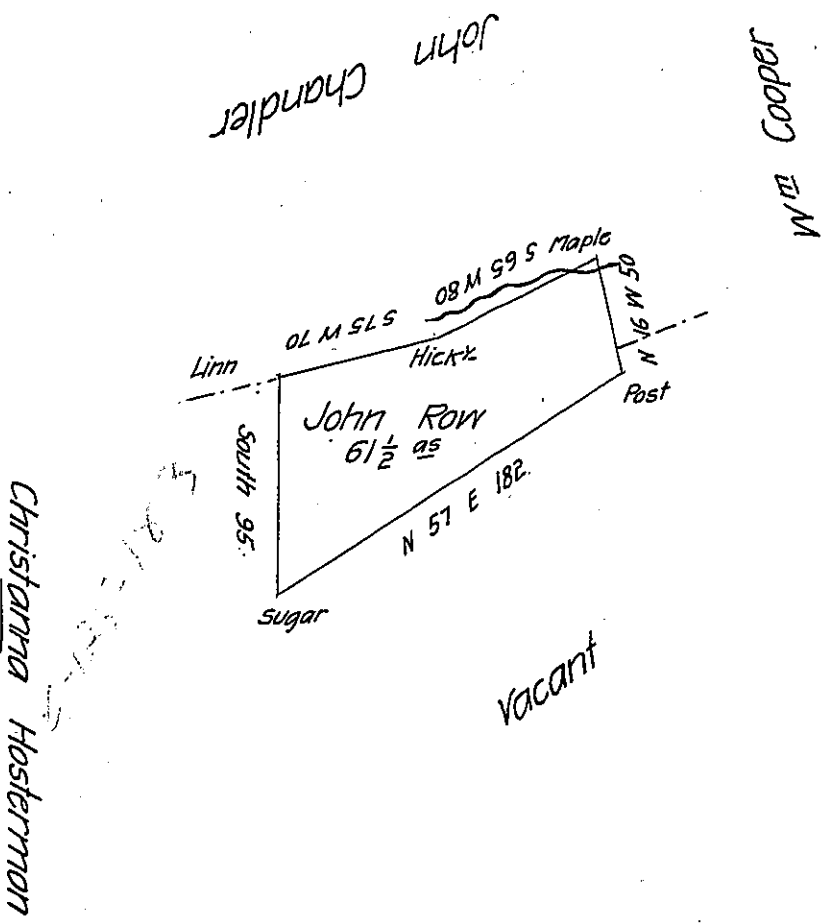 John Chandler
Wm Cooper
S 65 W 80
Maple
S 75 W 70
N 16 W 50
Linn
Hicky
Post
John Row
61½ as
South 95.
N 57 E 182.
Sugar
Vacant
Christanna Hosterman